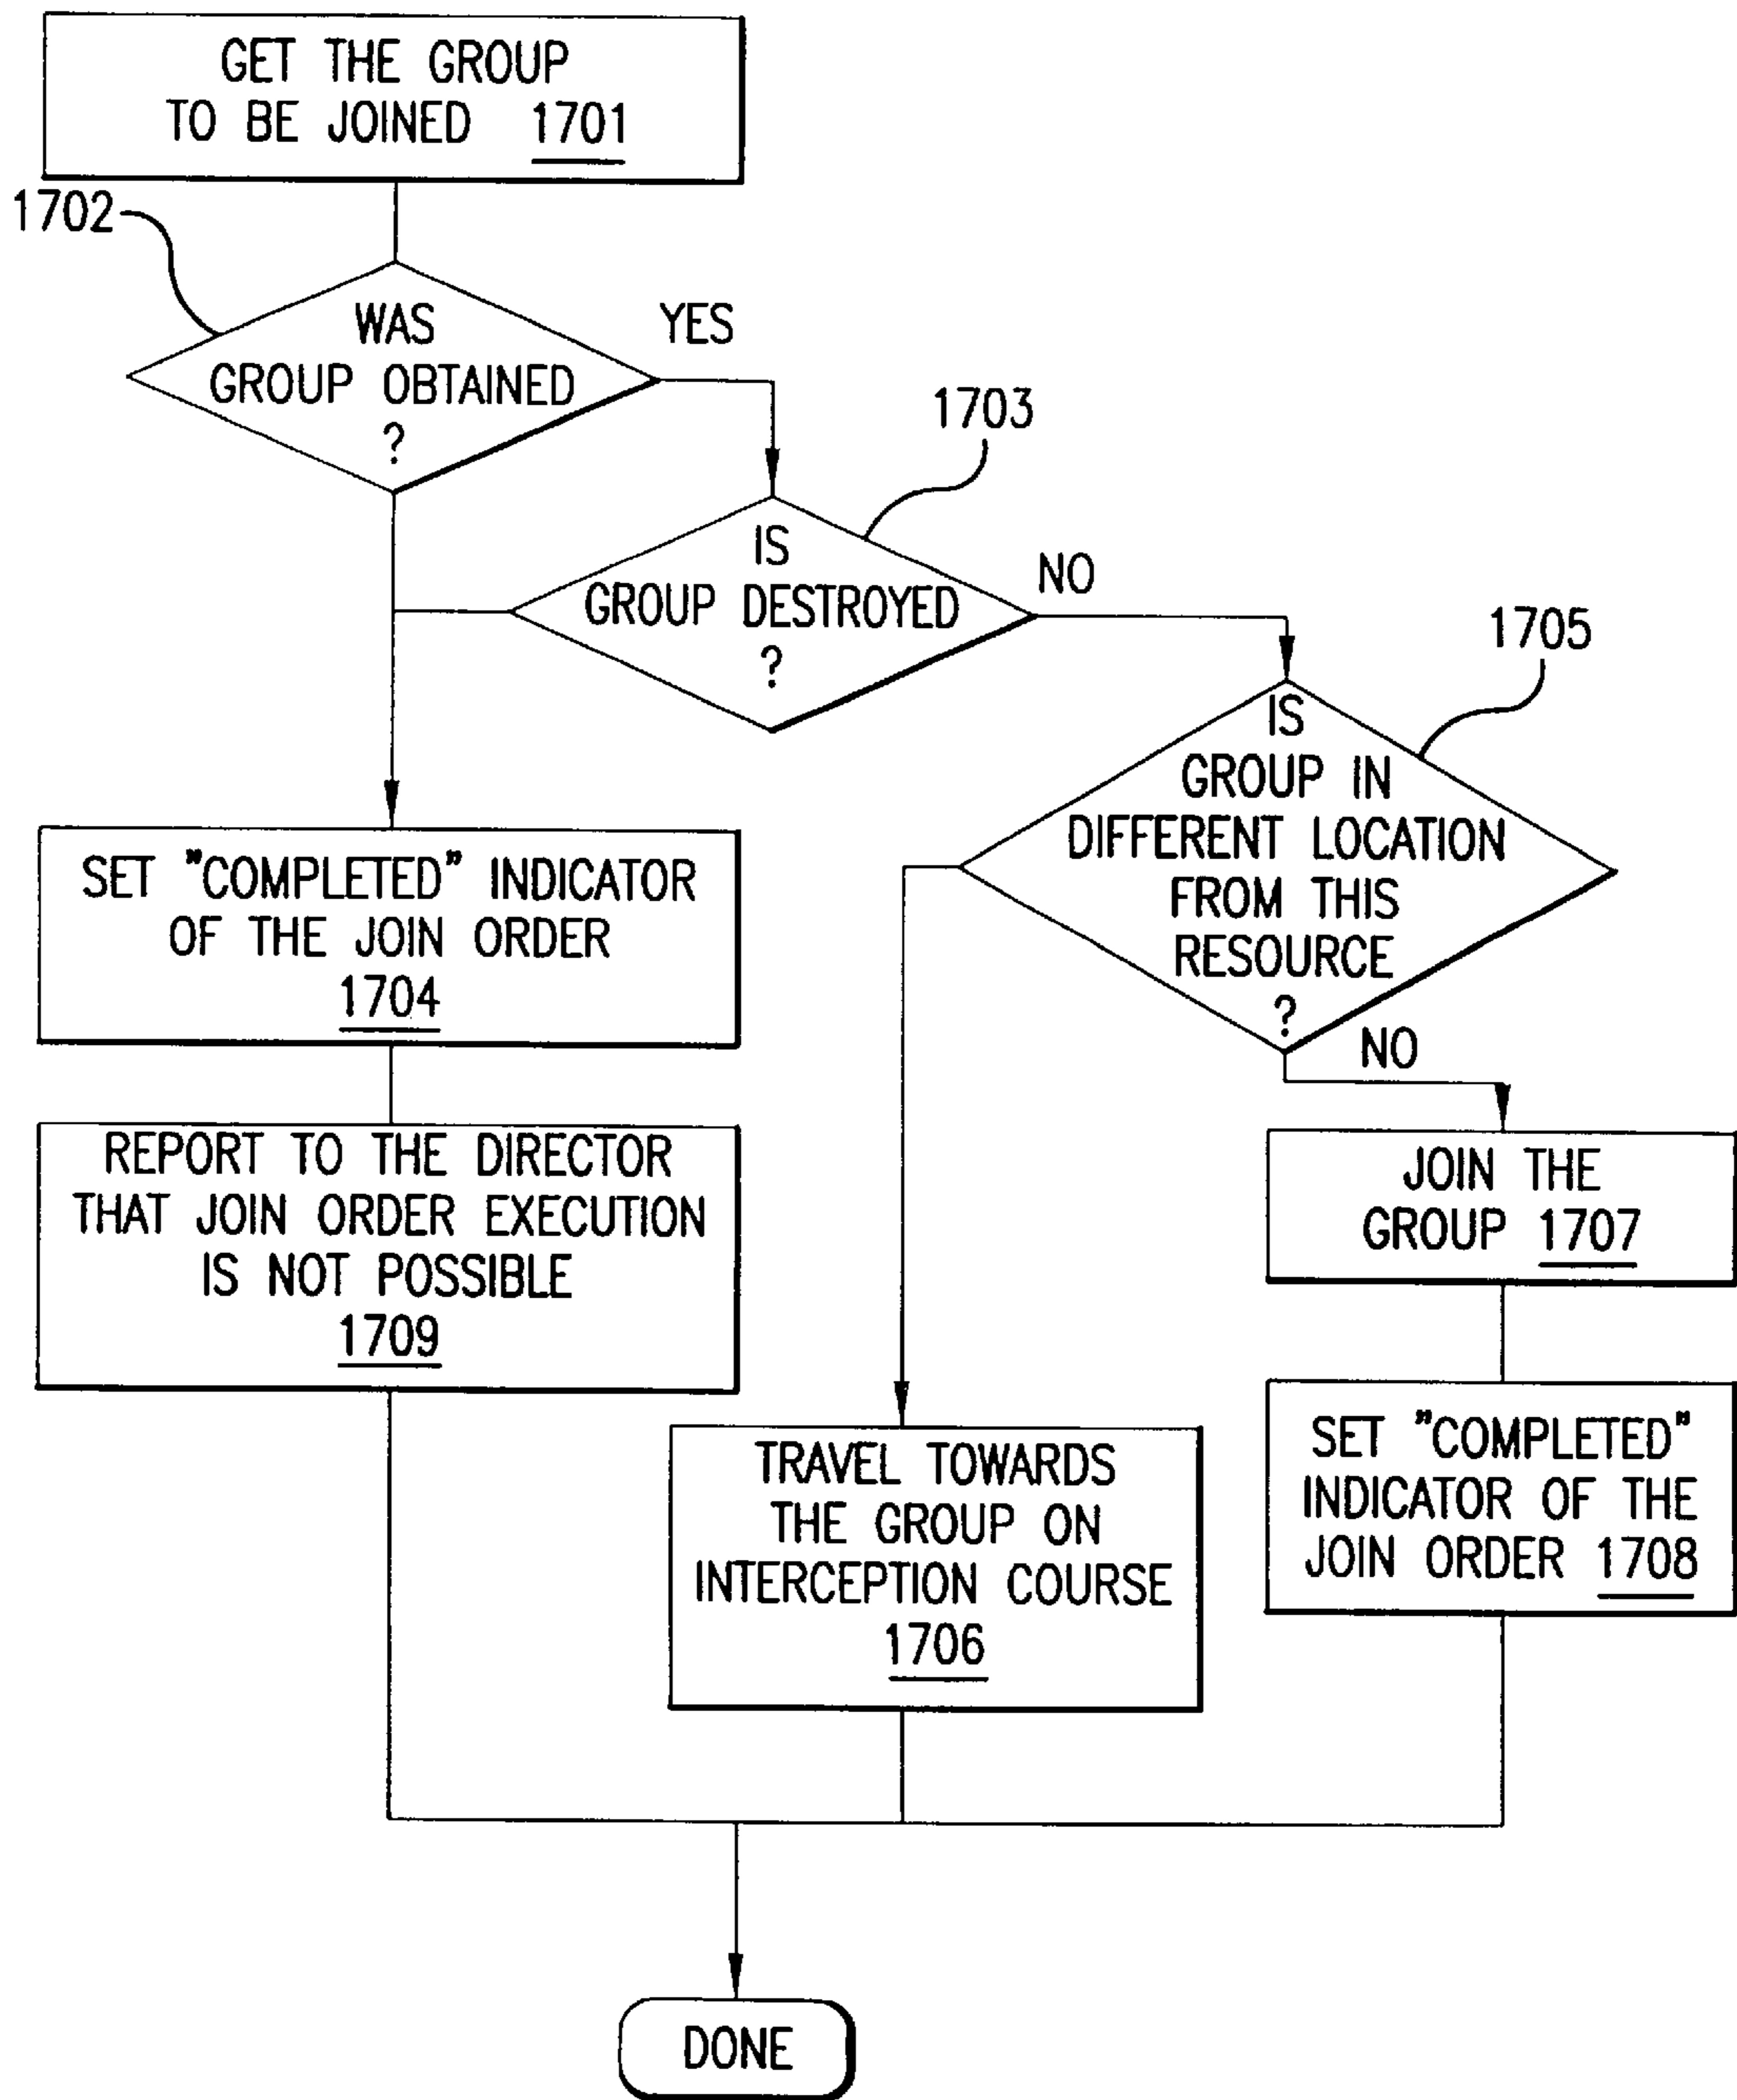 GET THE GROUP
TO BE JOINED 1701
1702
WAS
GROUP OBTAINED
?
YES
1703
IS
GROUP DESTROYED
?
NO
1705
IS
GROUP IN
DIFFERENT LOCATION
FROM THIS
RESOURCE
?
NO
SET "COMPLETED" INDICATOR
OF THE JOIN ORDER
1704
REPORT TO THE DIRECTOR
THAT JOIN ORDER EXECUTION
IS NOT POSSIBLE
1709
JOIN THE
GROUP 1707
TRAVEL TOWARDS
THE GROUP ON
INTERCEPTION COURSE
1706
SET "COMPLETED"
INDICATOR OF THE
JOIN ORDER 1708
DONE